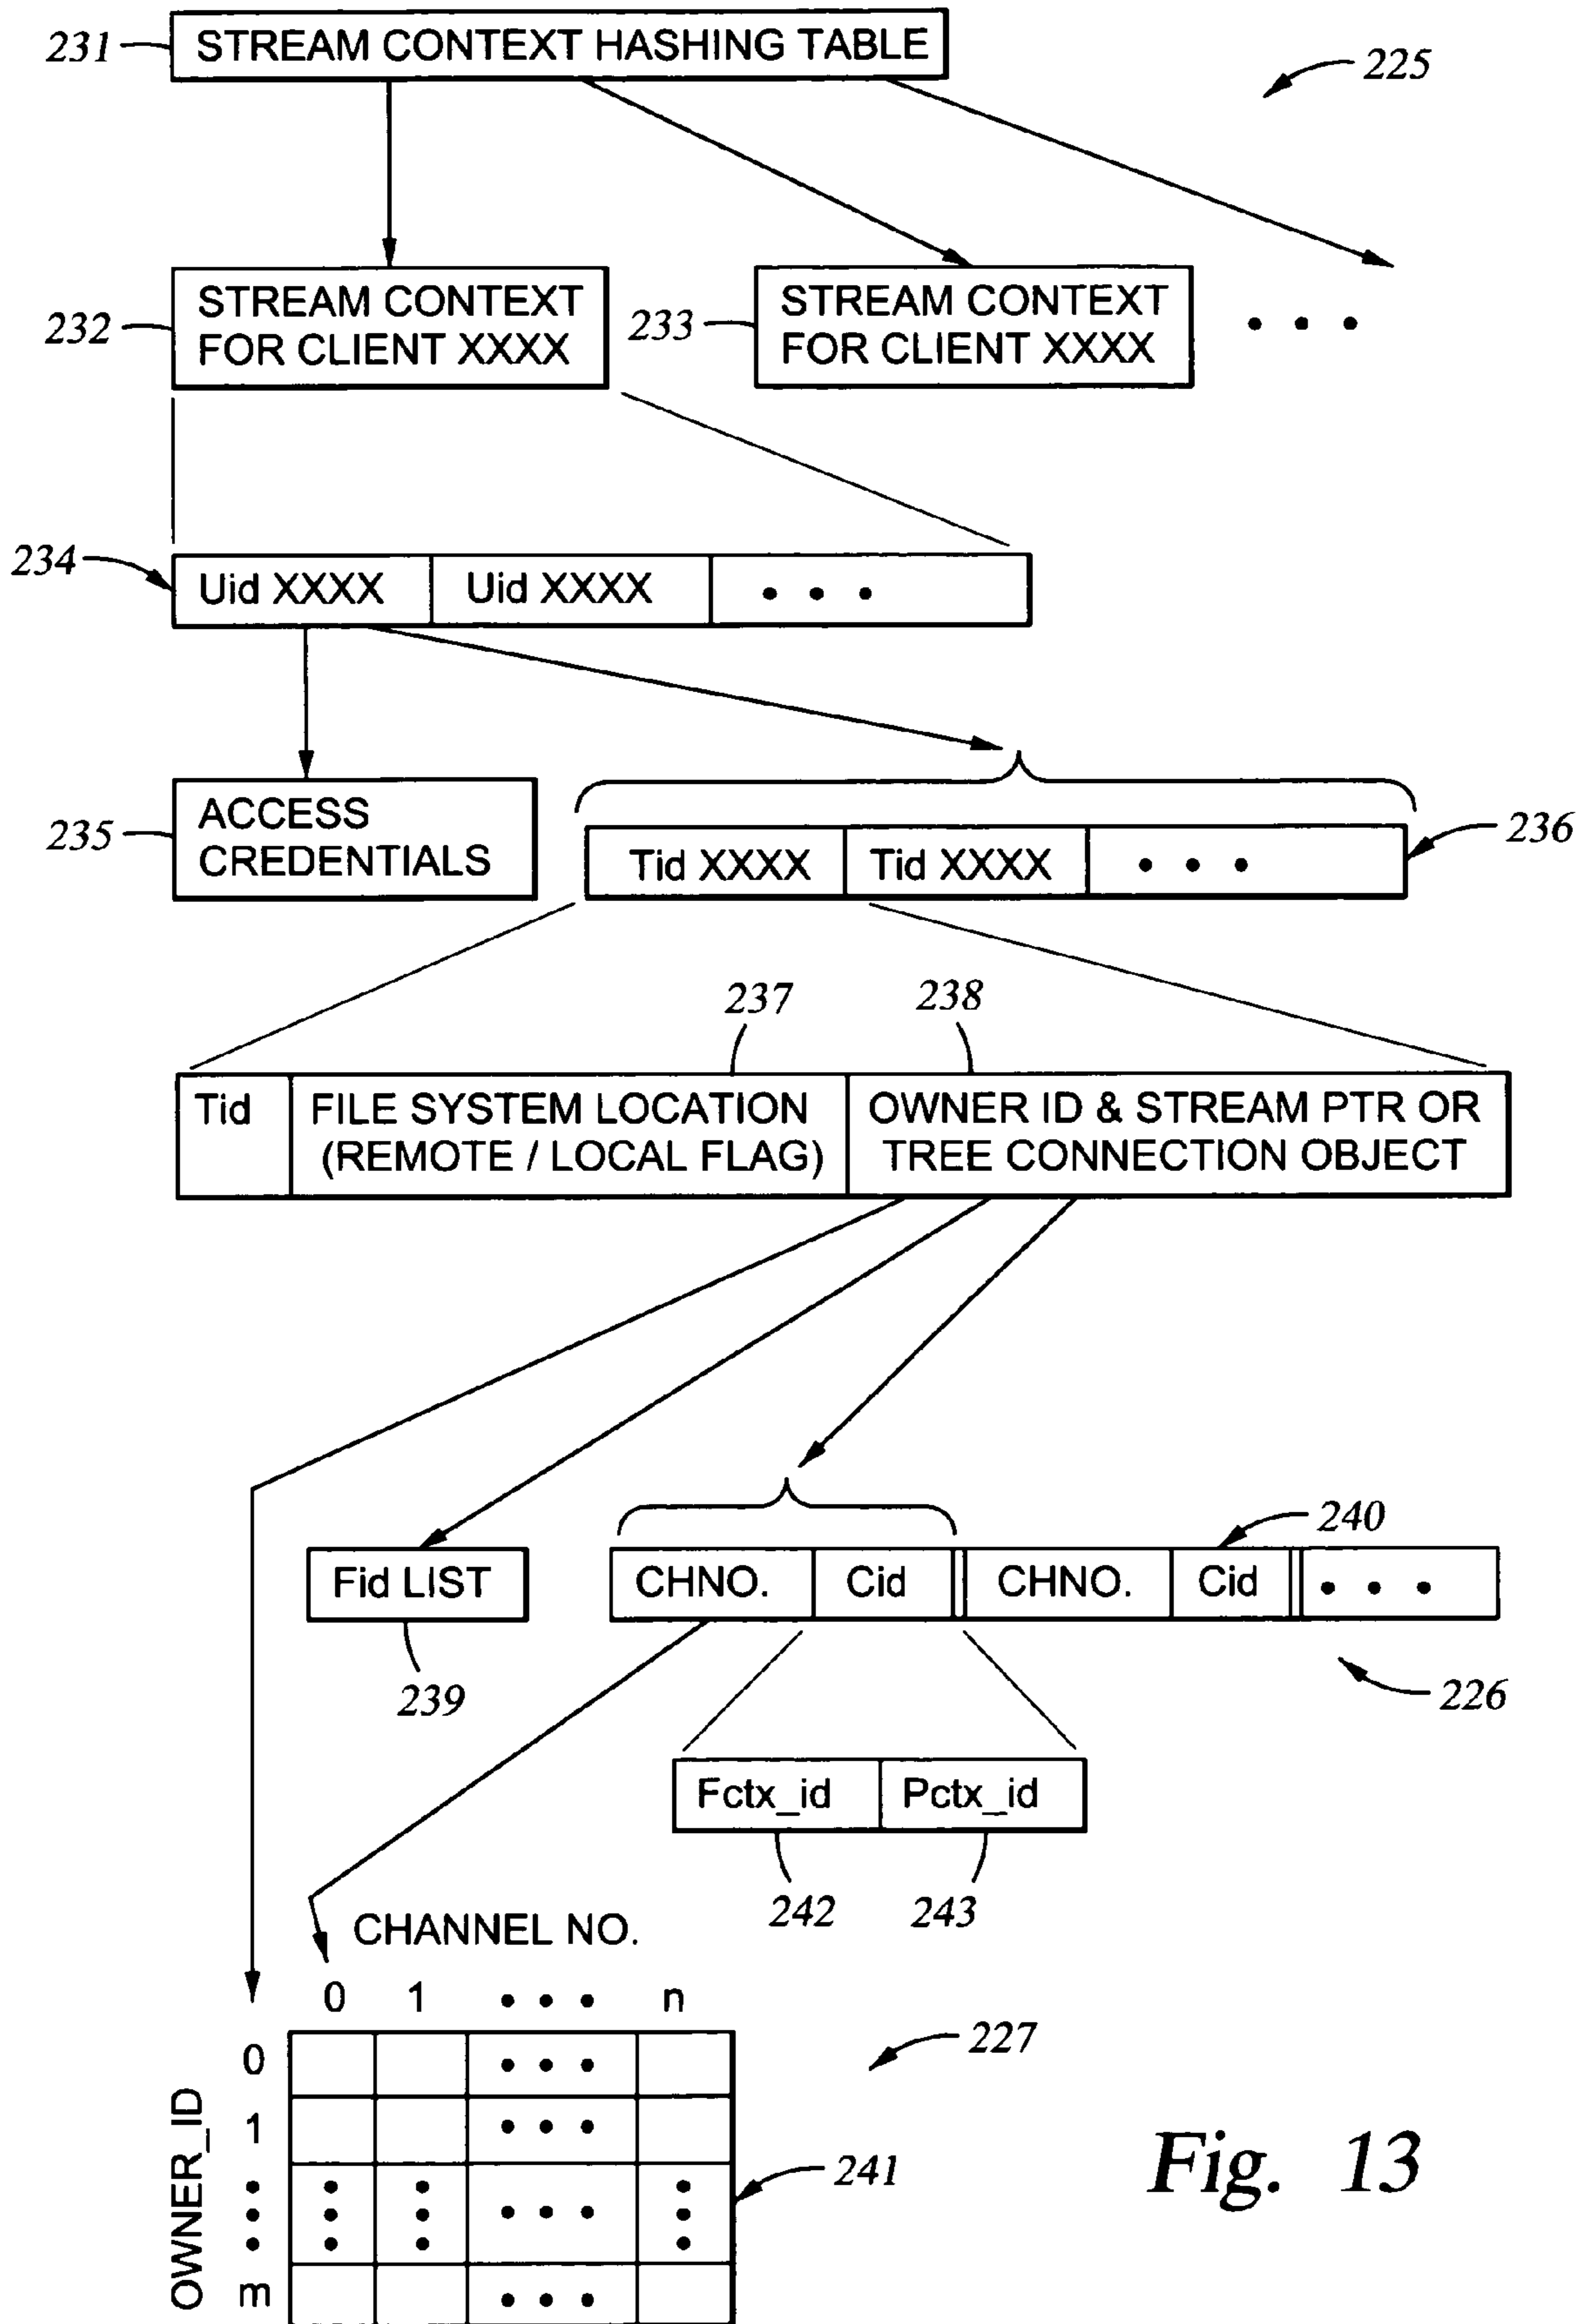 231
STREAM CONTEXT HASHING TABLE
225
232
STREAM CONTEXT
FOR CLIENT XXXX
233
STREAM CONTEXT
FOR CLIENT XXXX
• • •
234
Uid XXXX
Uid XXXX
• • •
235
ACCESS
CREDENTIALS
Tid XXXX
Tid XXXX
• • •
236
237
238
Tid
FILE SYSTEM LOCATION
(REMOTE / LOCAL FLAG)
OWNER ID & STREAM PTR OR
TREE CONNECTION OBJECT
240
Fid LIST
CHNO.
Cid
CHNO.
Cid
• • •
239
226
Fctx_id
Pctx_id
242
243
CHANNEL NO.
0 1 • • • n
227
OWNER_ID
0
• • •
1
• • •
241
• • •
m
• • •
Fig. 13